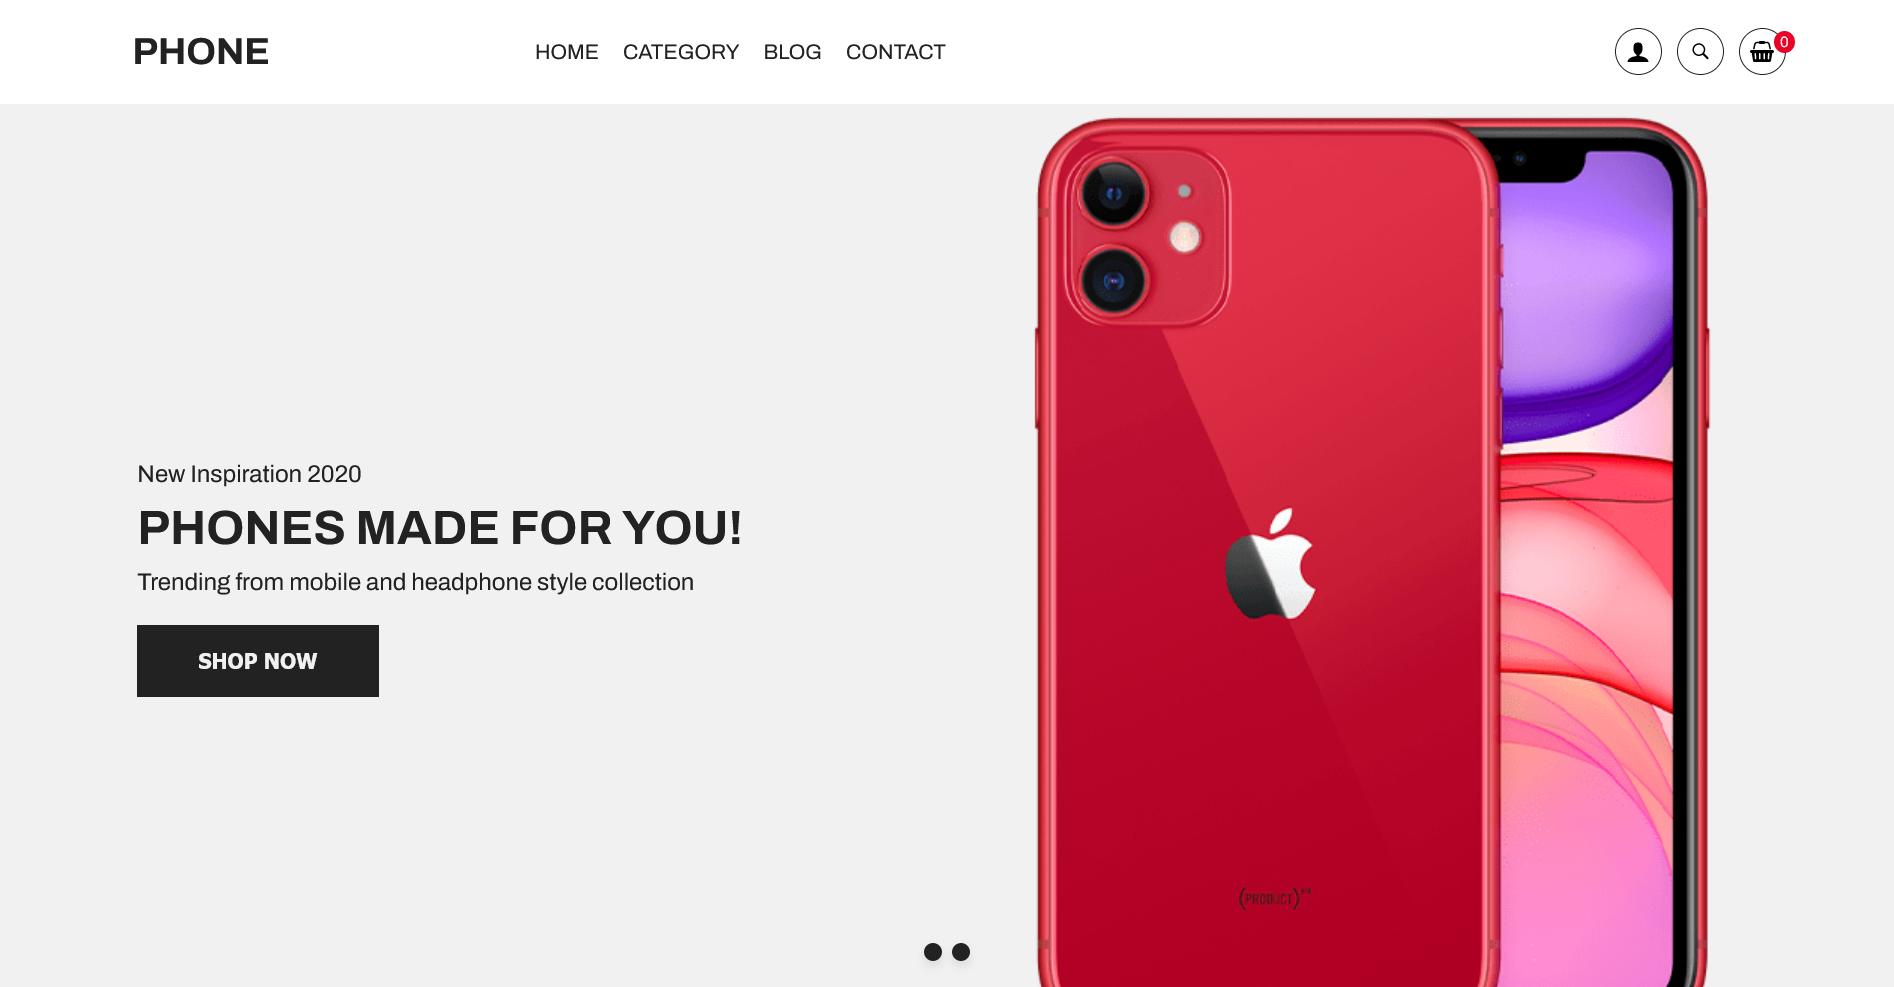 PHONE
HOME CATEGORY BLOG CONTACT
0
New Inspiration 2020
PHONES MADE FOR YOU!
Trending from mobile and headphone style collection
SHOP NOW
(PRODUCT)